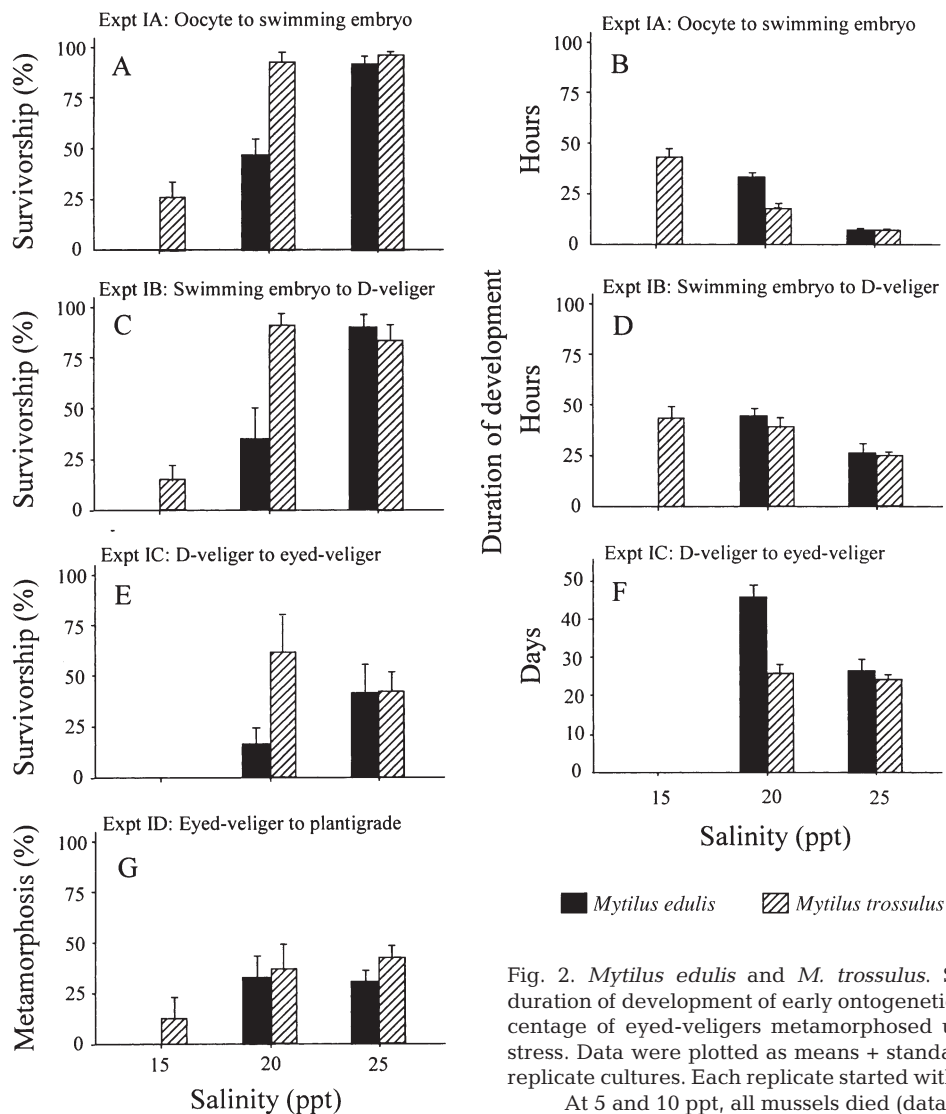 Expt IA: Oocyte to swimming embryo
Survivorship (%)
100
75
50
25
0
A
Expt IA: Oocyte to swimming embryo
Hours
100
75
50
25
0
B
Expt IB: Swimming embryo to D-veliger
Survivorship (%)
100
75
50
25
0
C
Duration of development
Expt IB: Swimming embryo to D-veliger
Hours
100
75
50
25
0
D
Expt IC: D-veliger to eyed-veliger
Survivorship (%)
100
75
50
25
0
E
15 20 25
Expt IC: D-veliger to eyed-veliger
Days
50
40
30
20
10
0
F
15 20 25
Salinity (ppt)
Expt ID: Eyed-veliger to plantigrade
Metamorphosis (%)
100
75
50
25
0
G
15 20 25
Salinity (ppt)
Mytilus edulis Mytilus trossulus
Fig. 2. Mytilus edulis and M. trossulus. S
duration of development of early ontogenetic
centage of eyed-veligers metamorphosed u
stress. Data were plotted as means + standa
replicate cultures. Each replicate started with
At 5 and 10 ppt, all mussels died (data